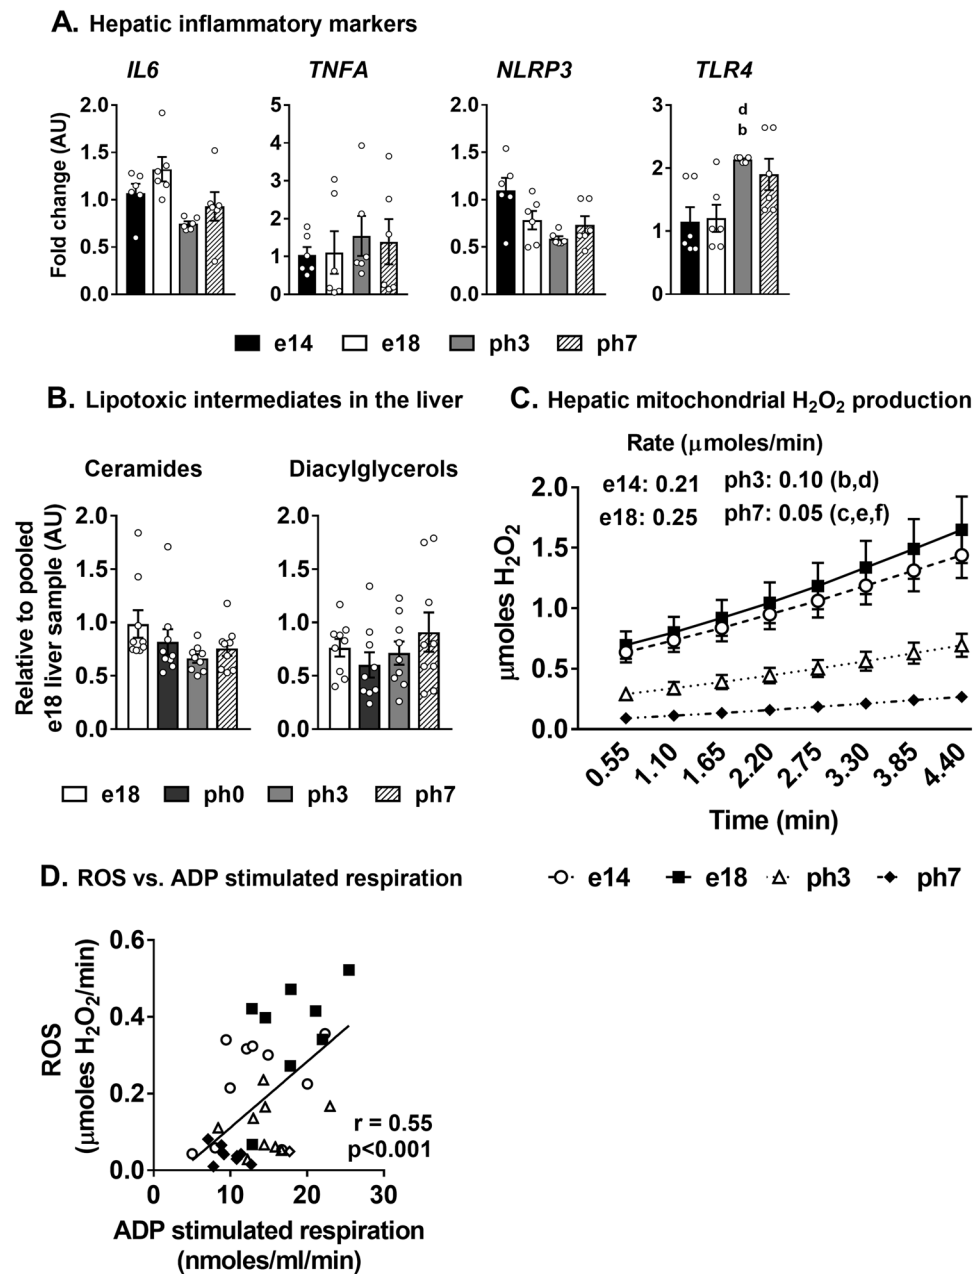 A. Hepatic inflammatory markers
IL6 TNFA NLRP3 TLR4
Fold change (AU)
2.0 1.5 1.0 0.5 0.0
5 4 3 2 1 0
2.0 1.5 1.0 0.5 0.0
3 2 1 0
d
b
e14 e18 ph3 ph7
B. Lipotoxic intermediates in the liver
Ceramides Diacylglycerols
Relative to pooled
e18 liver sample (AU)
2.0 1.5 1.0 0.5 0.0
2.0 1.5 1.0 0.5 0.0
e18 ph0 ph3 ph7
C. Hepatic mitochondrial H₂O₂ production
Rate (μmoles/min)
e14: 0.21 ph3: 0.10 (b,d)
e18: 0.25 ph7: 0.05 (c,e,f)
μmoles H₂O₂
2.0 1.5 1.0 0.5 0.0
0.55 1.10 1.65 2.20 2.75 3.30 3.85 4.40
Time (min)
e14 e18 ph3 ph7
D. ROS vs. ADP stimulated respiration
ROS
(μmoles H₂O₂/min)
0.6 0.4 0.2 0.0
r = 0.55
p<0.001
0 10 20 30
ADP stimulated respiration
(nmoles/ml/min)